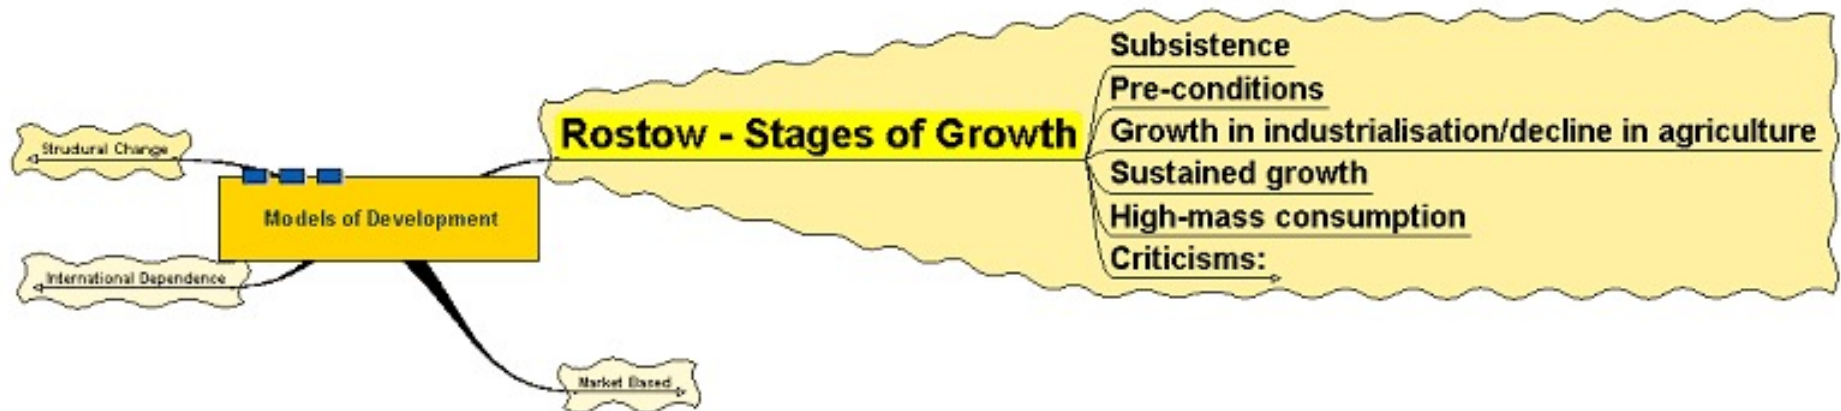 Subsistence
Pre-conditions
Rostow - Stages of Growth
Growth in industrialisation/decline in agriculture
Sustained growth
High-mass consumption
Criticisms:
Structural Change
Models of Development
International Dependence
Market Based